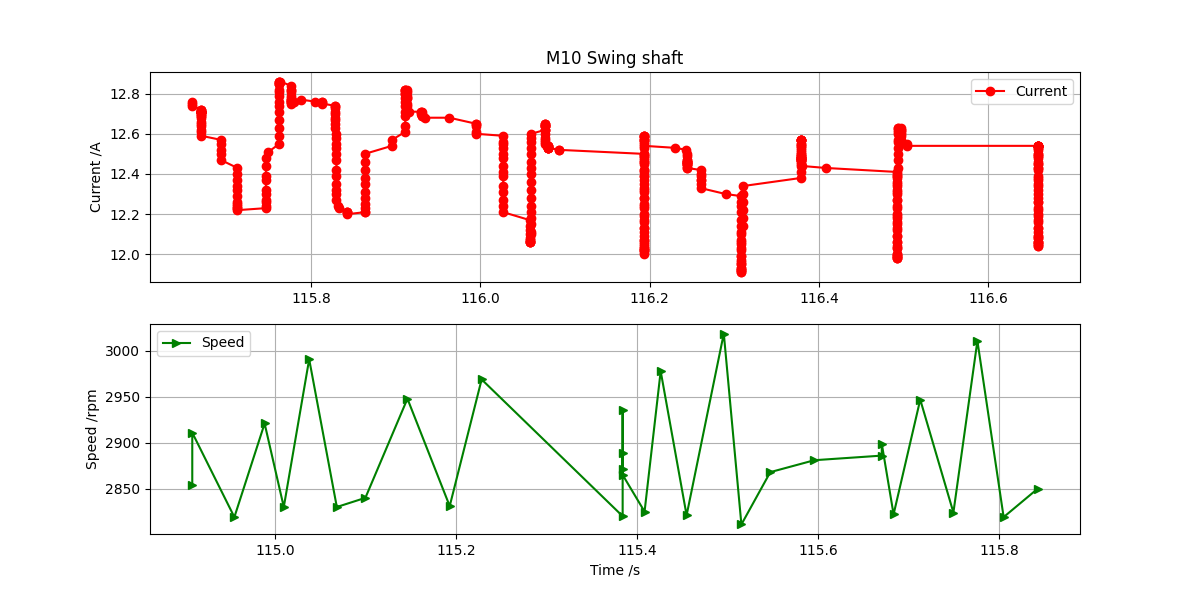 M10 Swing shaft
12.8
12.6
12.4
12.2
12.0
Current /A
Current
115.8 116.0 116.2 116.4 116.6
3000
2950
2900
2850
Speed /rpm
Speed
115.0 115.2 115.4 115.6 115.8
Time /s